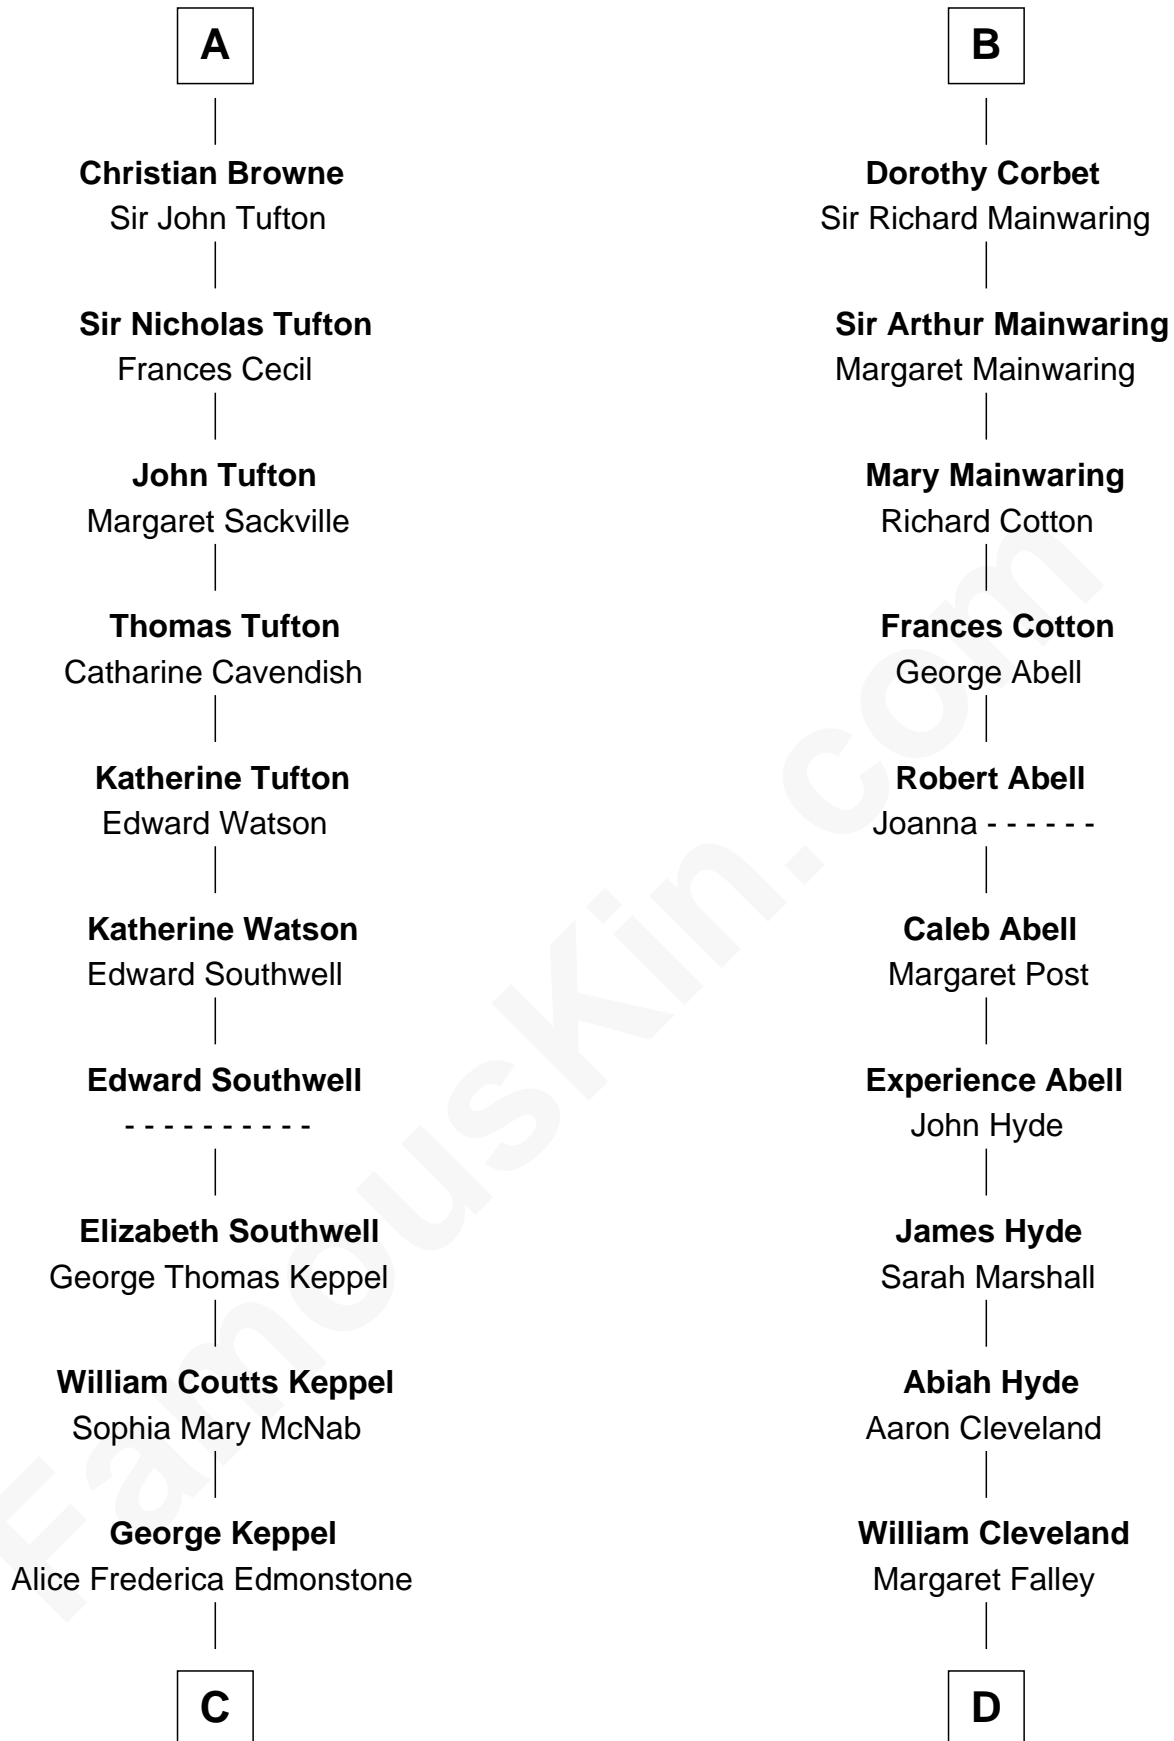 A
Christian Browne
Sir John Tufton
Sir Nicholas Tufton
Frances Cecil
John Tufton
Margaret Sackville
Thomas Tufton
Catharine Cavendish
Katherine Tufton
Edward Watson
Katherine Watson
Edward Southwell
Edward Southwell
- - - - - - - - - -
Elizabeth Southwell
George Thomas Keppel
William Coutts Keppel
Sophia Mary McNab
George Keppel
Alice Frederica Edmonstone
C
B
Dorothy Corbet
Sir Richard Mainwaring
Sir Arthur Mainwaring
Margaret Mainwaring
Mary Mainwaring
Richard Cotton
Frances Cotton
George Abell
Robert Abell
Joanna - - - - - -
Caleb Abell
Margaret Post
Experience Abell
John Hyde
James Hyde
Sarah Marshall
Abiah Hyde
Aaron Cleveland
William Cleveland
Margaret Falley
D
FamousKin.com